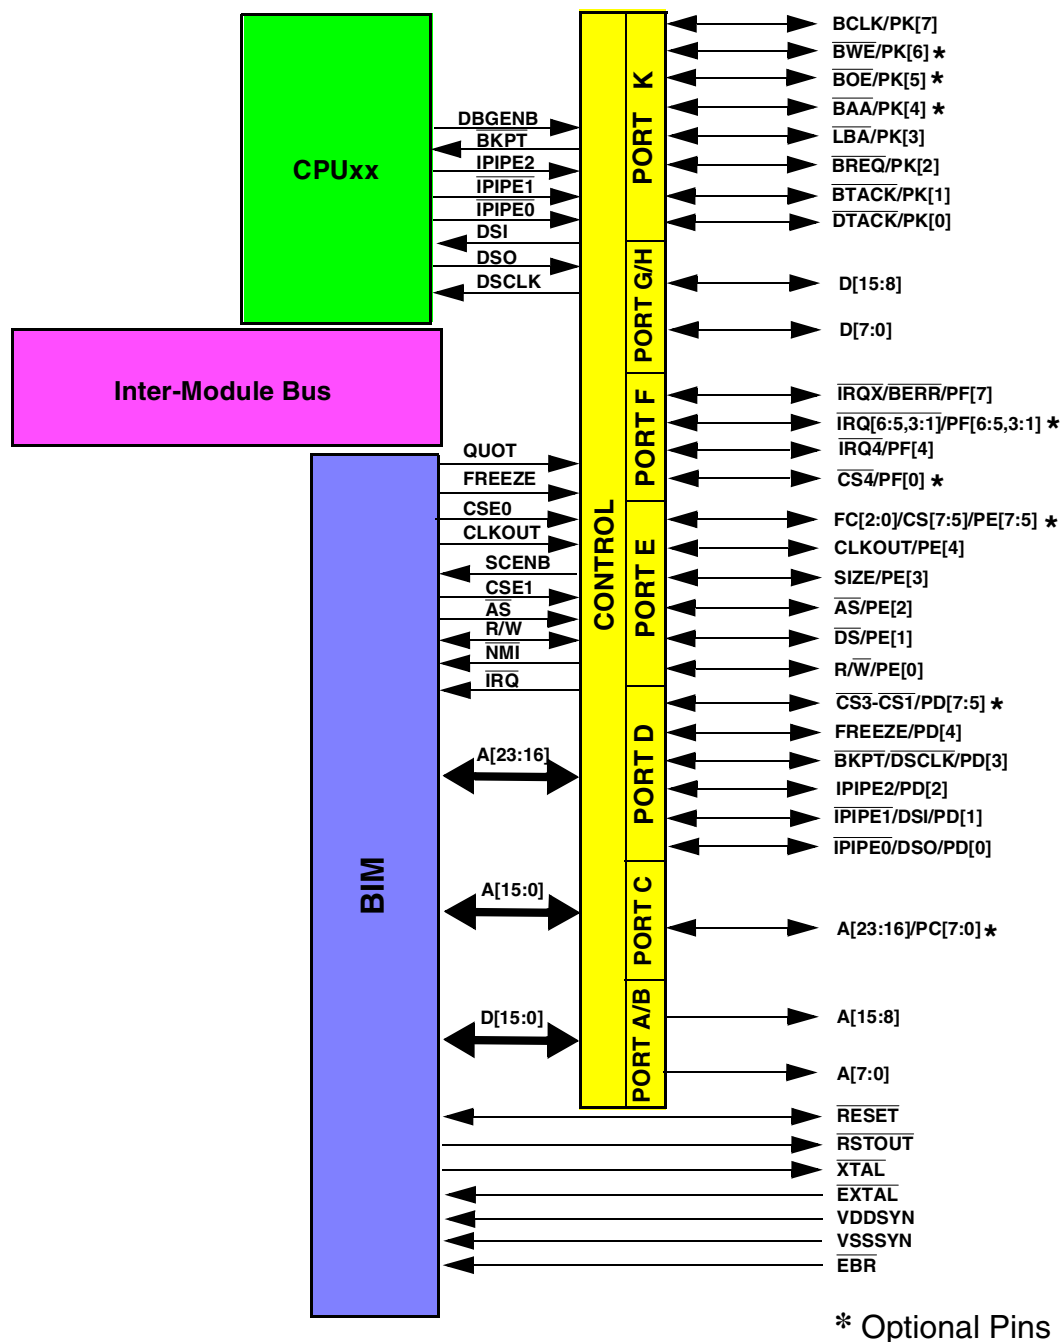 BCLK/PK[7]
BWE/PK[6] *
BOE/PK[5] *
BAA/PK[4] *
LBA/PK[3]
BREQ/PK[2]
BTACK/PK[1]
DTACK/PK[0]
PORT K
DBGENB
BKPT
IPIPE2
IPIPE1
IPIPE0
DSI
DSO
DSCLK
CPUxx
PORT G/H
D[15:8]
D[7:0]
Inter-Module Bus
PORT F
IRQX/BERR/PF[7]
IRQ[6:5,3:1]/PF[6:5,3:1] *
IRQ4/PF[4]
CS4/PF[0] *
QUOT
FREEZE
CSE0
CLKOUT
SCENB
CSE1
AS
R/W
NMI
IRQ
CONTROL
PORT E
FC[2:0]/CS[7:5]/PE[7:5] *
CLKOUT/PE[4]
SIZE/PE[3]
AS/PE[2]
DS/PE[1]
R/W/PE[0]
PORT D
CS3-CS1/PD[7:5] *
FREEZE/PD[4]
BKPT/DSCLK/PD[3]
IPIPE2/PD[2]
IPIPE1/DSI/PD[1]
IPIPE0/DSO/PD[0]
A[23:16]
BIM
A[15:0]
PORT C
A[23:16]/PC[7:0] *
D[15:0]
PORT A/B
A[15:8]
A[7:0]
RESET
RSTOUT
XTAL
EXTAL
VDDSYN
VSSSYN
EBR
* Optional Pins